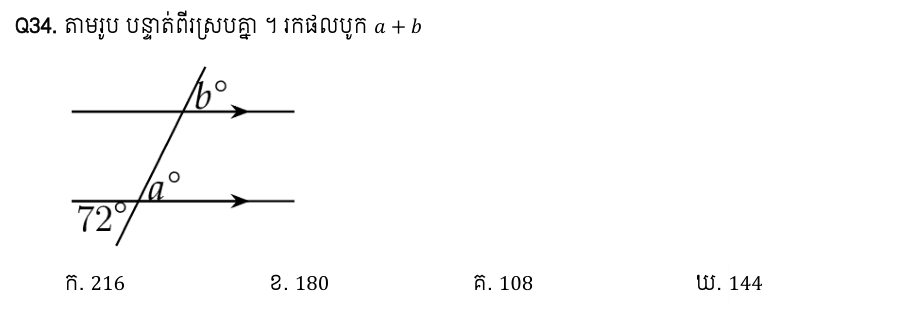 Q34. តាមរូប បន្ទាត់ពីរស្របគ្នា ។ រកផលបូក a + b
b°
a°
72°
ក. 216 ខ. 180 គ. 108 ឃ. 144